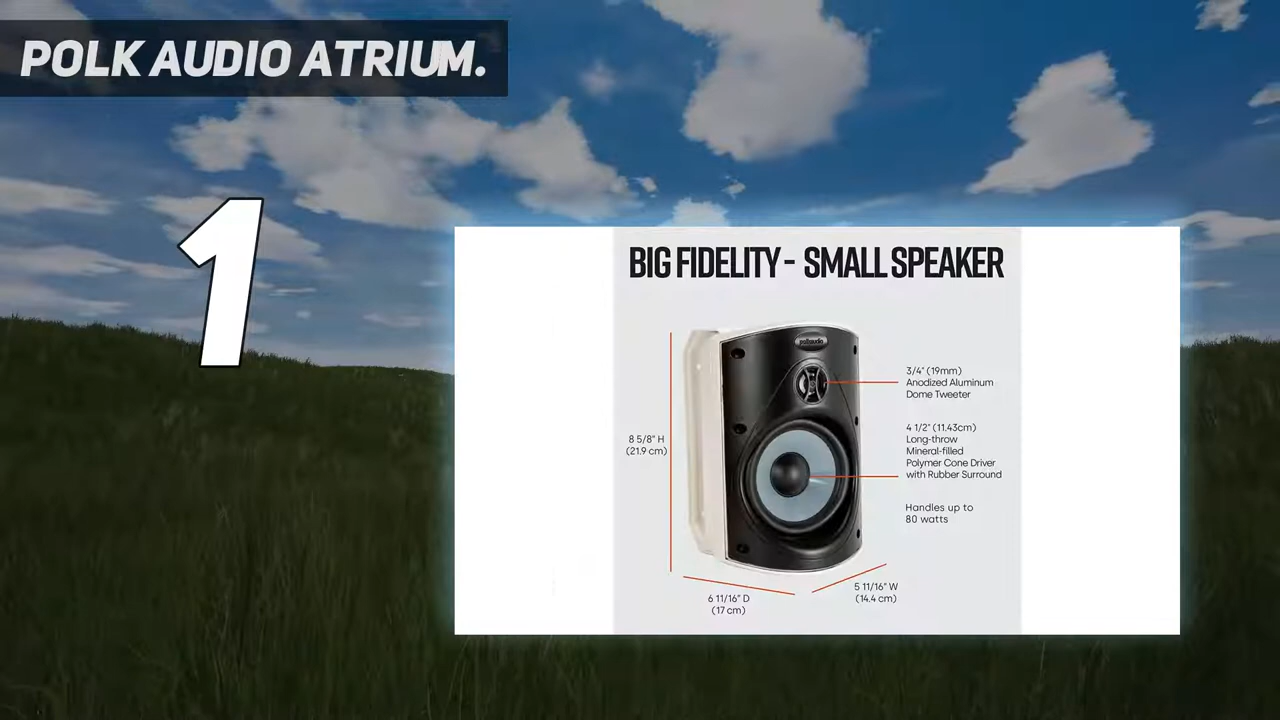 POLK AUDIO ATRIUM.
1
BIG FIDELITY - SMALL SPEAKER
polkaudio
3/4" (19mm)
Anodized Aluminum
Dome Tweeter
4 1/2" (11.43cm)
Long-throw
Mineral-filled
Polymer Cone Driver
with Rubber Surround
8 5/8" H
(21.9 cm)
Handles up to
80 watts
6 11/16" D
(17 cm)
5 11/16" W
(14.4 cm)